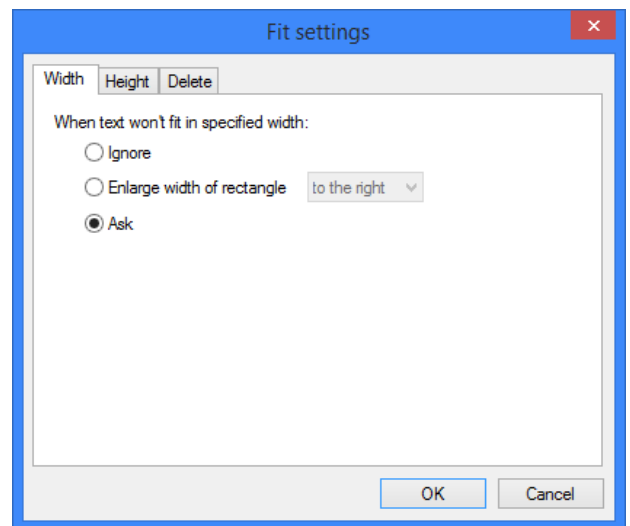 Fit settings
Width Height Delete
When text won't fit in specified width:
Ignore
Enlarge width of rectangle to the right
Ask
OK Cancel